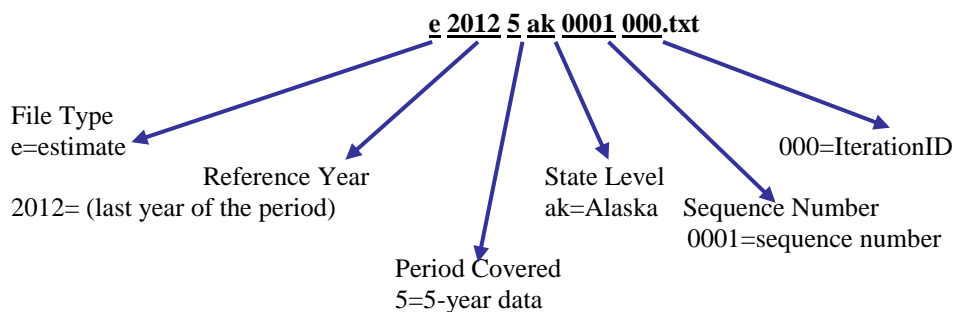 e 2012 5 ak 0001 000.txt
File Type
e=estimate
000=IterationID
Reference Year
2012= (last year of the period)
State Level
ak=Alaska
Sequence Number
0001=sequence number
Period Covered
5=5-year data